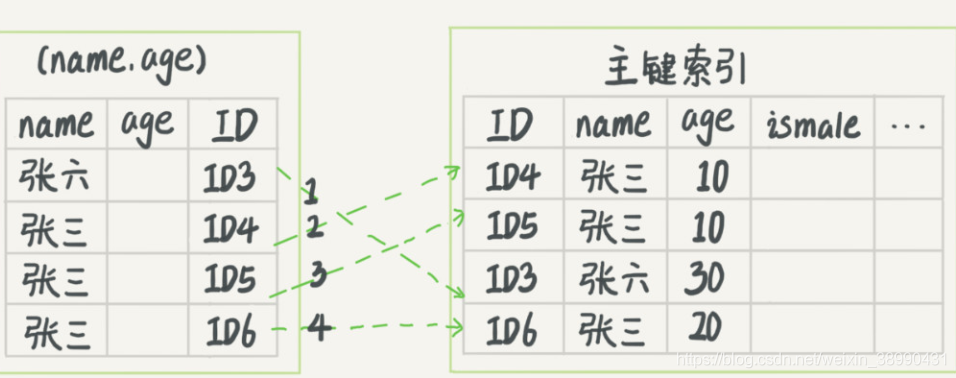 (name.age)
name age ID
张六 ID3
张三 ID4
张三 ID5
张三 ID6
1
2
3
4
主键索引
ID name age ismale ...
ID4 张三 10
ID5 张三 10
ID3 张六 30
ID6 张三 20
https://blog.csdn.net/weixin_38990431